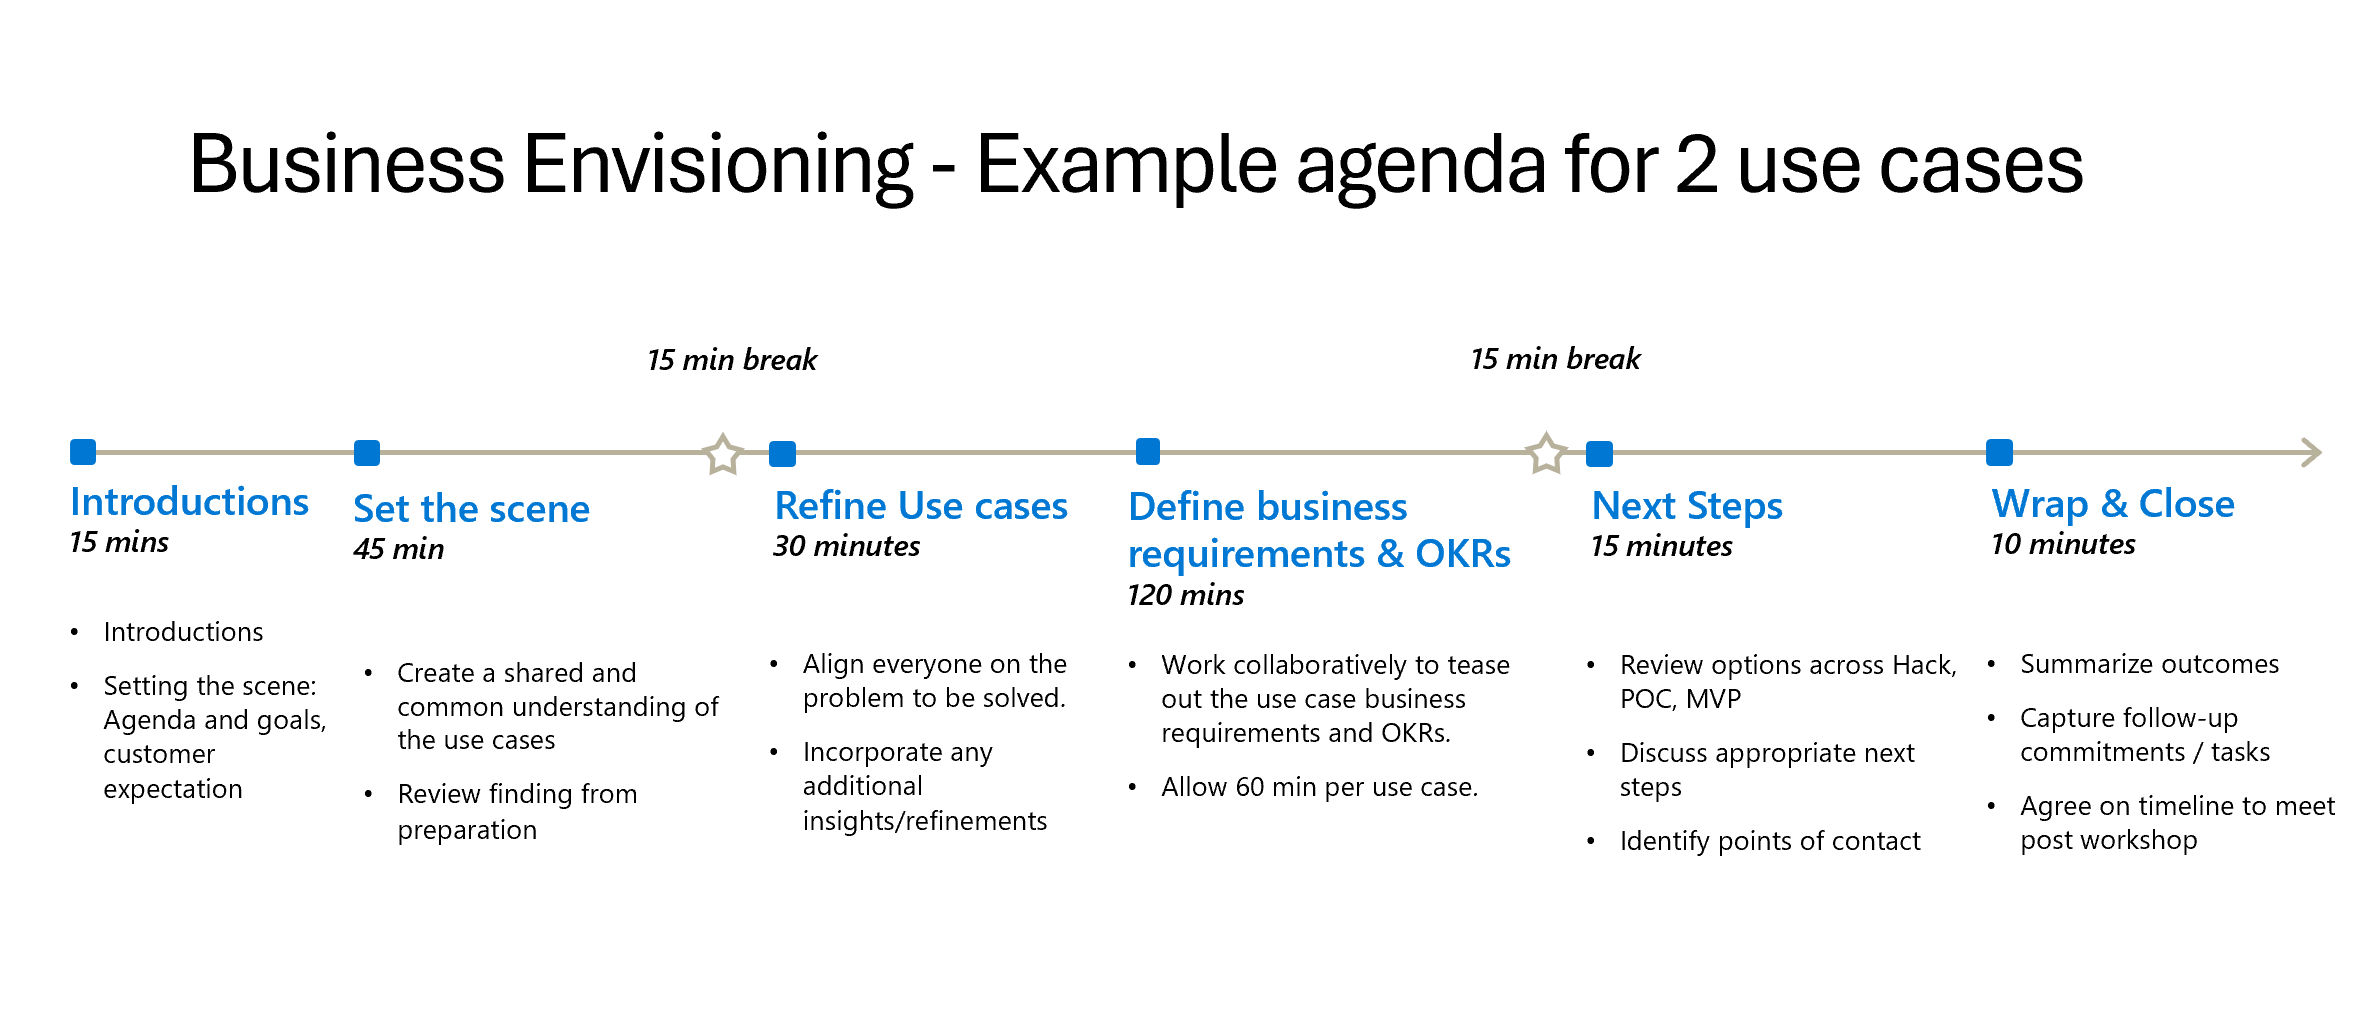 Business Envisioning - Example agenda for 2 use cases
15 min break
15 min break
Introductions
15 mins
• Introductions
• Setting the scene:
Agenda and goals,
customer
expectation
Set the scene
45 min
• Create a shared and
common understanding of
the use cases
• Review finding from
preparation
Refine Use cases
30 minutes
• Align everyone on the
problem to be solved.
• Incorporate any
additional
insights/refinements
Define business
requirements & OKRs
120 mins
• Work collaboratively to tease
out the use case business
requirements and OKRs.
• Allow 60 min per use case.
Next Steps
15 minutes
• Review options across Hack,
POC, MVP
• Discuss appropriate next
steps
• Identify points of contact
Wrap & Close
10 minutes
• Summarize outcomes
• Capture follow-up
commitments / tasks
• Agree on timeline to meet
post workshop